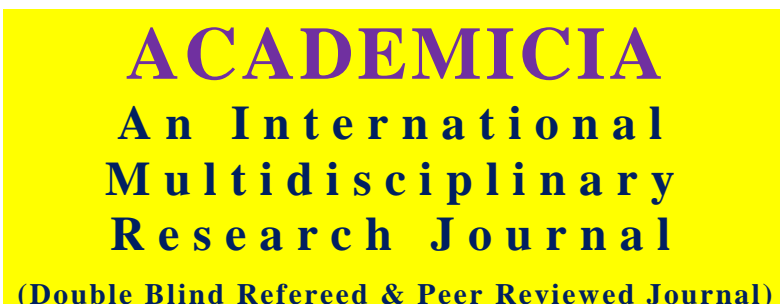 ACADEMICIA
An International
Multidisciplinary
Research Journal
(Double Blind Refereed & Peer Reviewed Journal)